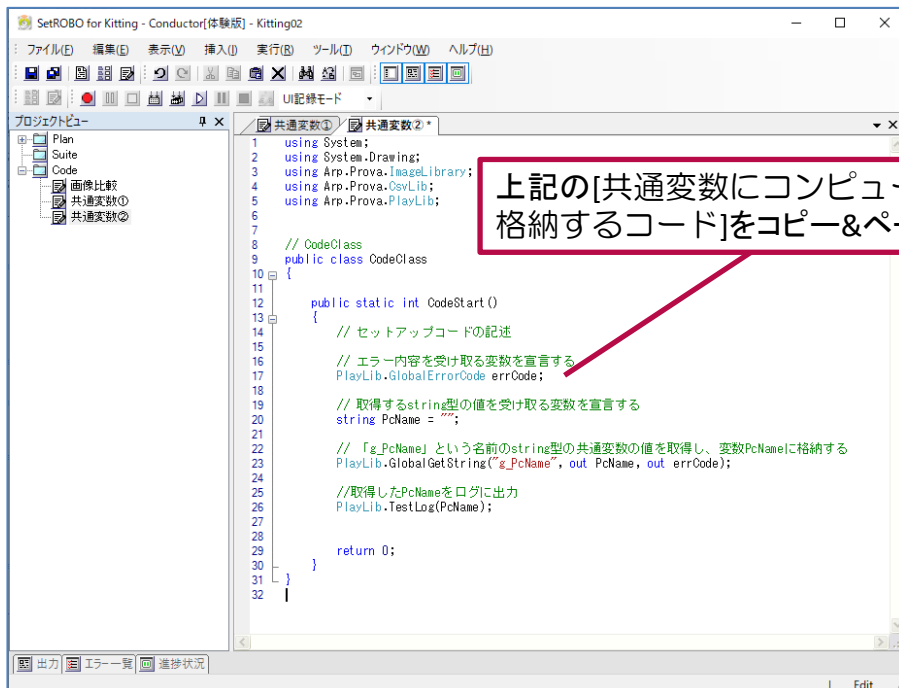 SetROBO for Kitting - Conductor[体験版] - Kitting02
ファイル(F) 編集(E) 表示(V) 挿入(I) 実行(R) ツール(T) ウィンドウ(W) ヘルプ(H)
UI記録モード
プロジェクトビュー
Plan
Suite
Code
画像比較
共通変数①
共通変数②
共通変数① 共通変数② *
1 using System;
2 using System.Drawing;
3 using Arp.Prova.ImageLibrary;
4 using Arp.Prova.CsvLib;
5 using Arp.Prova.PlayLib;
6
7
8 // CodeClass
9 public class CodeClass
10 {
11
12 public static int CodeStart()
13 {
14 // セットアップコードの記述
15
16 // エラー内容を受け取る変数を宣言する
17 PlayLib.GlobalErrorCode errCode;
18
19 // 取得するstring型の値を受け取る変数を宣言する
20 string PcName = "";
21
22 // 「g_PcName」という名前のstring型の共通変数の値を取得し、変数PcNameに格納する
23 PlayLib.GlobalGetString("g_PcName", out PcName, out errCode);
24
25 //取得したPcNameをログに出力
26 PlayLib.TestLog(PcName);
27
28
29 return 0;
30 }
31 }
32
上記の[共通変数にコンピュー
格納するコード]をコピー&ペー
出力 エラー一覧 進捗状況
Edit